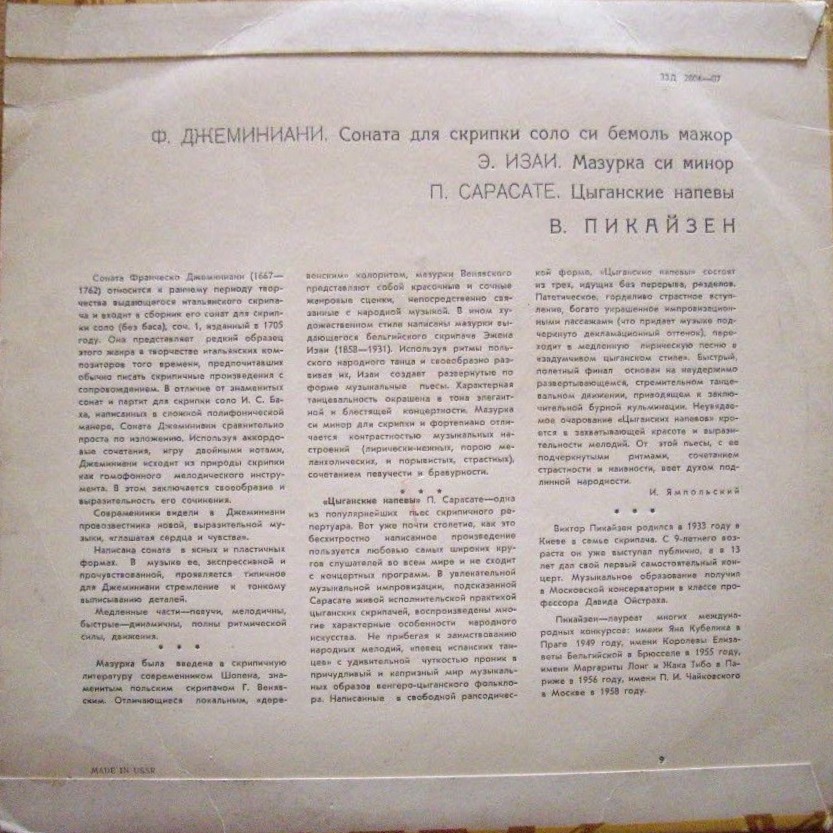 33Д 2006—07
Ф. ДЖЕМИНИАНИ. Соната для скрипки соло си бемоль мажор
Э. ИЗАИ. Мазурка си минор
П. САРАСАТЕ. Цыганские напевы
В. ПИКАЙЗЕН
Соната Франческо Джеминиани (1667—
1762) относится к раннему периоду твор-
чества выдающегося итальянского скрипа-
ча и входит в сборник его сонат для скрип-
ки соло (без баса), соч. 1, изданный в 1705
году. Она представляет редкий образец
этого жанра в творчестве итальянских ком-
позиторов того времени, предпочитавших
обычно писать скрипичные произведения с
сопровождением. В отличие от знаменитых
сонат и партит для скрипки соло И. С. Ба-
ха, написанных в сложной полифонической
манере, Соната Джеминиани сравнительно
проста по изложению. Используя аккордо-
вые сочетания, игру двойными нотами,
Джеминиани исходит из природы скрипки
как гомофонного мелодического инстру-
мента. В этом заключается своеобразие и
выразительность его сочинения.
Современники видели в Джеминиани
провозвестника новой, выразительной му-
зыки, «глашатая сердца и чувства».
Написана соната в ясных и пластичных
формах. В музыке ее, экспрессивной и
прочувствованной, проявляется типичное
для Джеминиани стремление к тонкому
выписыванию деталей.
Медленные части—певучи, мелодичны,
быстрые—динамичны, полны ритмической
силы, движения.
* * *
Мазурка была введена в скрипичную
литературу современником Шопена, зна-
менитым польским скрипачом Г. Веняв-
ским. Отличающиеся локальным, «дере-
венским» колоритом, мазурки Венявского
представляют собой красочные и сочные
жанровые сценки, непосредственно свя-
занные с народной музыкой. В ином ху-
дожественном стиле написаны мазурки вы-
дающегося бельгийского скрипача Эжена
Изаи (1858—1931). Используя ритмы поль-
ского народного танца и своеобразно раз-
вивая их, Изаи создает развернутые по
форме музыкальные пьесы. Характерная
танцевальность окрашена в тона элегант-
ной и блестящей концертности. Мазурка
си минор для скрипки и фортепиано отли-
чается контрастностью музыкальных на-
строений (лирически-нежных, порою ме-
ланхолических, и порывистых, страстных),
сочетанием певучести и бравурности.
* * *
«Цыганские напевы» П. Сарасате—одна
из популярнейших пьес скрипичного ре-
пертуара. Вот уже почти столетие, как это
бесхитростно написанное произведение
пользуется любовью самых широких кру-
гов слушателей во всем мире и не сходит
с концертных программ. В увлекательной
музыкальной импровизации, подсказанной
Сарасате живой исполнительской практикой
цыганских скрипачей, воспроизведены мно-
гие характерные особенности народного
искусства. Не прибегая к заимствованию
народных мелодий, «певец испанских тан-
цев» с удивительной чуткостью проник в
причудливый и капризный мир музыкаль-
ных образов венгеро-цыганского фолькло-
ра. Написанные в свободной рапсодичес-
кой форме, «Цыганские напевы» состоят
из трех, идущих без перерыва, разделов.
Патетическое, горделиво страстное вступ-
ление, богато украшенное импровизацион-
ными пассажами (что придает музыке под-
черкнуто декламационный оттенок), пере-
ходит в медленную лирическую песню в
«задумчивом цыганском стиле». Быстрый,
полетный финал основан на неудержимо
развертывающемся, стремительном танце-
вальном движении, приводящем к заклю-
чительной бурной кульминации. Неувядае-
мое очарование «Цыганских напевов» кро-
ется в захватывающей красоте и вырази-
тельности мелодий. От этой пьесы, с ее
подчеркнутыми ритмами, сочетанием
страстности и наивности, веет духом под-
линной народности.
И. Ямпольский
* * *
Виктор Пикайзен родился в 1933 году в
Киеве в семье скрипача. С 9-летнего воз-
раста он уже выступал публично, а в 13
лет дал свой первый самостоятельный кон-
церт. Музыкальное образование получил
в Московской консерватории в классе про-
фессора Давида Ойстраха.
Пикайзен—лауреат многих междуна-
родных конкурсов: имени Яна Кубелика в
Праге 1949 году, имени Королевы Елиза-
веты Бельгийской в Брюсселе в 1955 году,
имени Маргариты Лонг и Жака Тибо в Па-
риже в 1956 году, имени П. И. Чайковского
в Москве в 1958 году.
MADE IN USSR
9